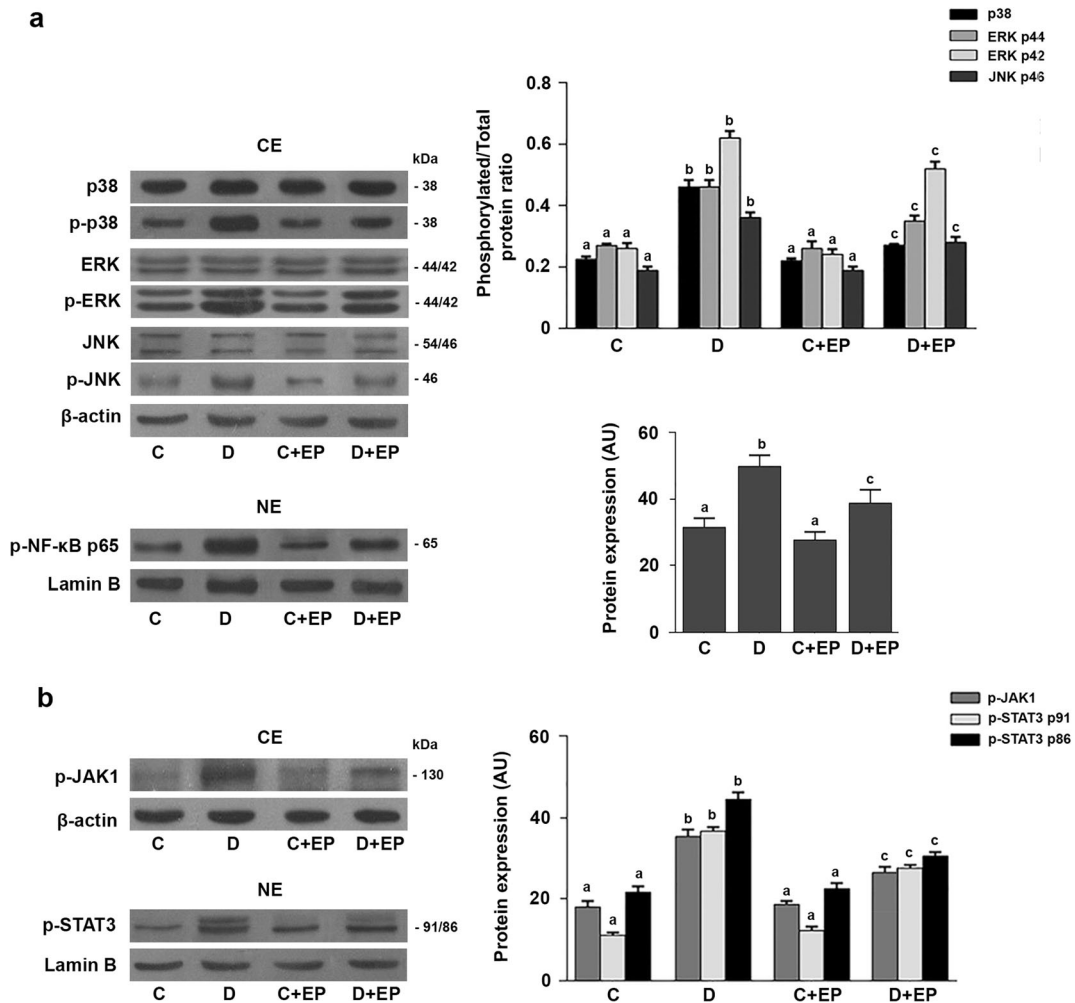 a
CE
kDa
p38
- 38
p-p38
- 38
ERK
- 44/42
p-ERK
- 44/42
JNK
- 54/46
p-JNK
- 46
β-actin
C D C+EP D+EP
NE
p-NF-κB p65
- 65
Lamin B
C D C+EP D+EP
p38
ERK p44
ERK p42
JNK p46
Phosphorylated/Total
protein ratio
0.8
0.6
0.4
0.2
0
a a a a
b b b b
a a a a
c c c c
C D C+EP D+EP
Protein expression (AU)
60
40
20
0
a b a c
C D C+EP D+EP
b
CE
kDa
p-JAK1
- 130
β-actin
C D C+EP D+EP
NE
p-STAT3
- 91/86
Lamin B
C D C+EP D+EP
p-JAK1
p-STAT3 p91
p-STAT3 p86
Protein expression (AU)
60
40
20
0
a a a
b b b
a a a
c c c
C D C+EP D+EP